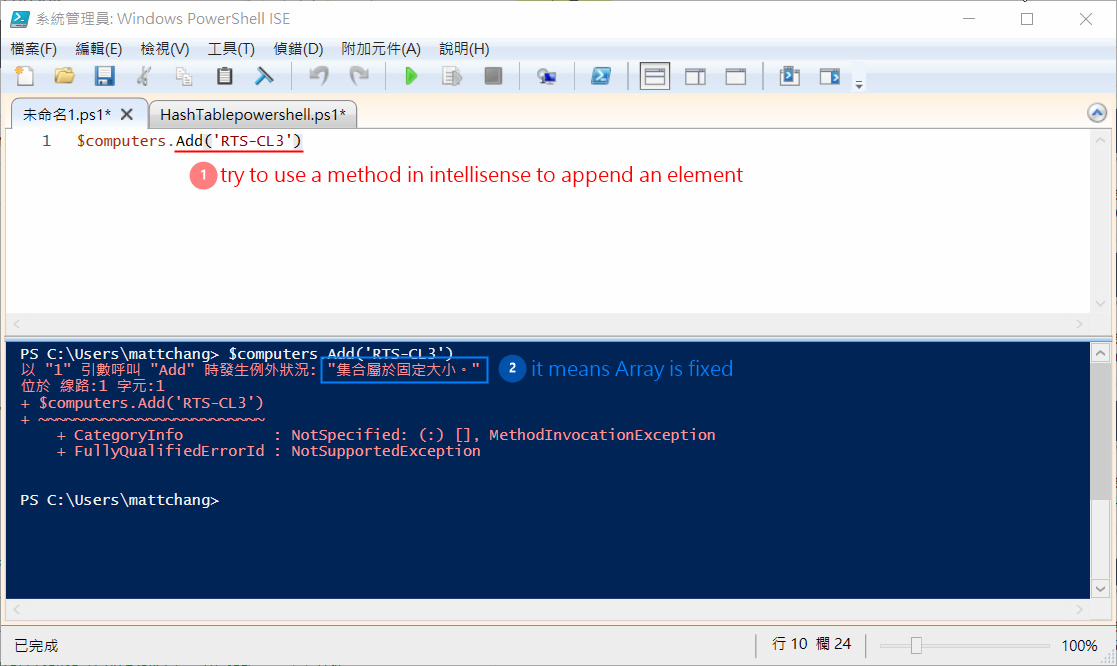 系統管理員: Windows PowerShell ISE
檔案(F) 編輯(E) 檢視(V) 工具(T) 偵錯(D) 附加元件(A) 說明(H)
未命名1.ps1* HashTablepowershell.ps1*
1 $computers.Add('RTS-CL3')
1 try to use a method in intellisense to append an element
PS C:\Users\mattchang> $computers.Add('RTS-CL3')
以 "1" 引數呼叫 "Add" 時發生例外狀況: "集合屬於固定大小。"
2 it means Array is fixed
位於 線路:1 字元:1
+ $computers.Add('RTS-CL3')
+ ~~~~~~~~~~~~~~~~~~~~~~~~~
+ CategoryInfo          : NotSpecified: (:) [], MethodInvocationException
+ FullyQualifiedErrorId : NotSupportedException
PS C:\Users\mattchang>
已完成 行 10 欄 24 100%